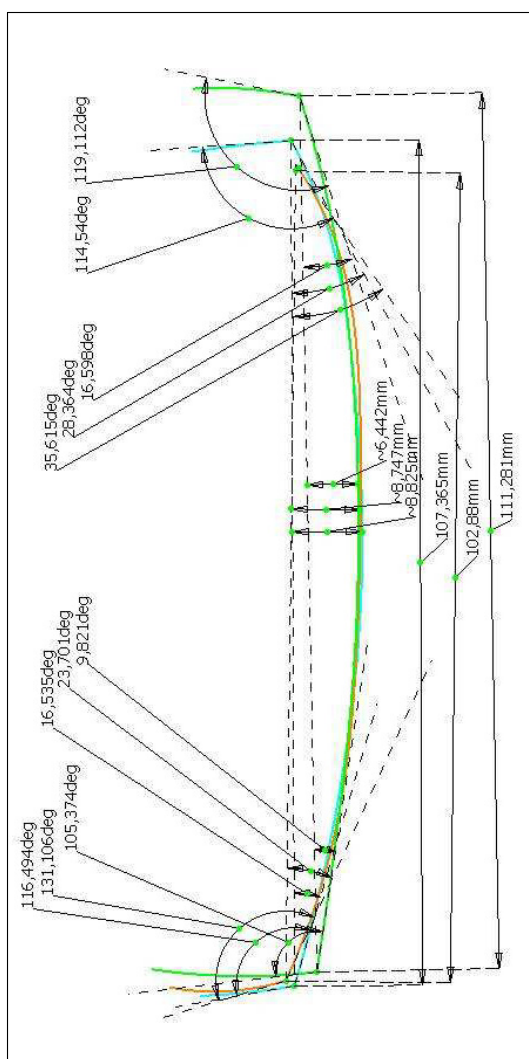 119,112deg
114,54deg
16,598deg
28,364deg
35,615deg
~6,442mm
~8,747mm
~8,825mm
107,365mm
102,88mm
111,281mm
9,821deg
23,701deg
16,535deg
105,374deg
131,106deg
116,494deg